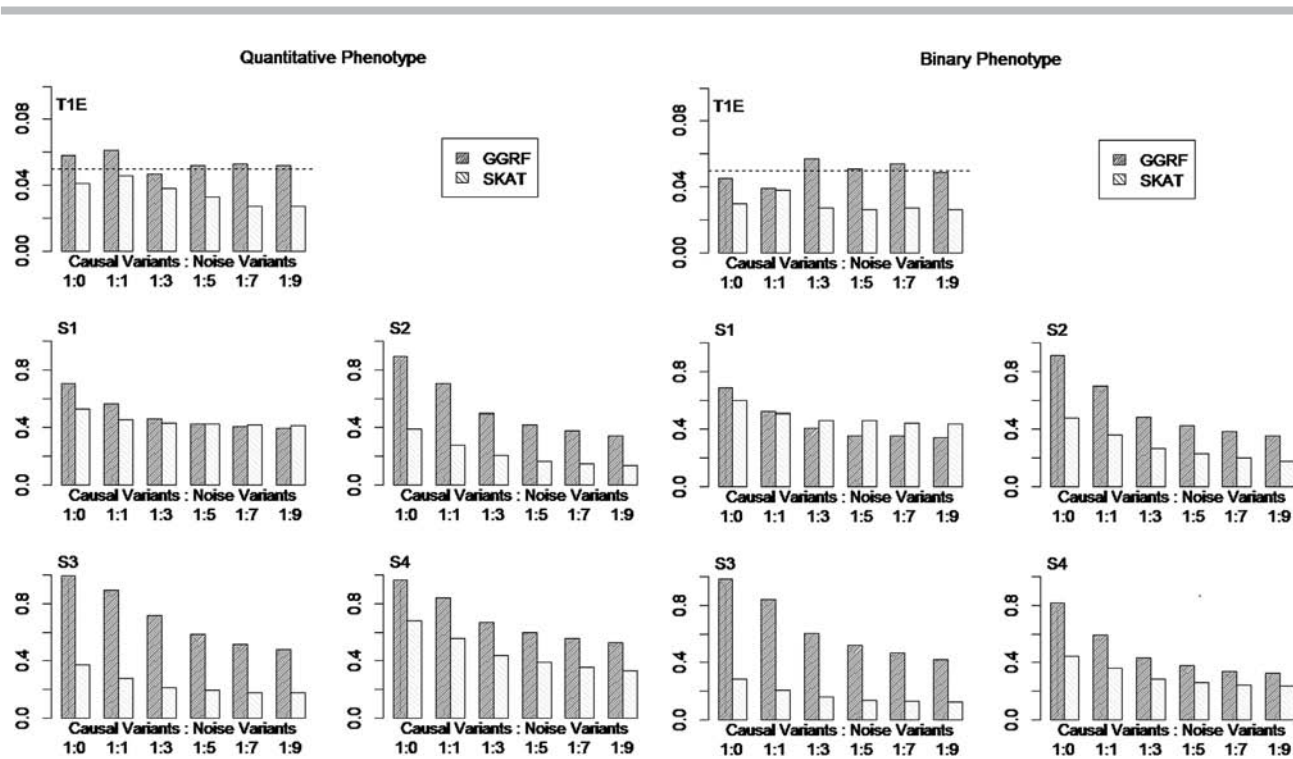 Quantitative Phenotype
T1E
0.00 0.04 0.08
GGRF
SKAT
Causal Variants : Noise Variants
1:0 1:1 1:3 1:5 1:7 1:9
S1
0.0 0.4 0.8
Causal Variants : Noise Variants
1:0 1:1 1:3 1:5 1:7 1:9
S2
0.0 0.4 0.8
Causal Variants : Noise Variants
1:0 1:1 1:3 1:5 1:7 1:9
S3
0.0 0.4 0.8
Causal Variants : Noise Variants
1:0 1:1 1:3 1:5 1:7 1:9
S4
0.0 0.4 0.8
Causal Variants : Noise Variants
1:0 1:1 1:3 1:5 1:7 1:9
Binary Phenotype
T1E
0.00 0.04 0.08
GGRF
SKAT
Causal Variants : Noise Variants
1:0 1:1 1:3 1:5 1:7 1:9
S1
0.0 0.4 0.8
Causal Variants : Noise Variants
1:0 1:1 1:3 1:5 1:7 1:9
S2
0.0 0.4 0.8
Causal Variants : Noise Variants
1:0 1:1 1:3 1:5 1:7 1:9
S3
0.0 0.4 0.8
Causal Variants : Noise Variants
1:0 1:1 1:3 1:5 1:7 1:9
S4
0.0 0.4 0.8
Causal Variants : Noise Variants
1:0 1:1 1:3 1:5 1:7 1:9